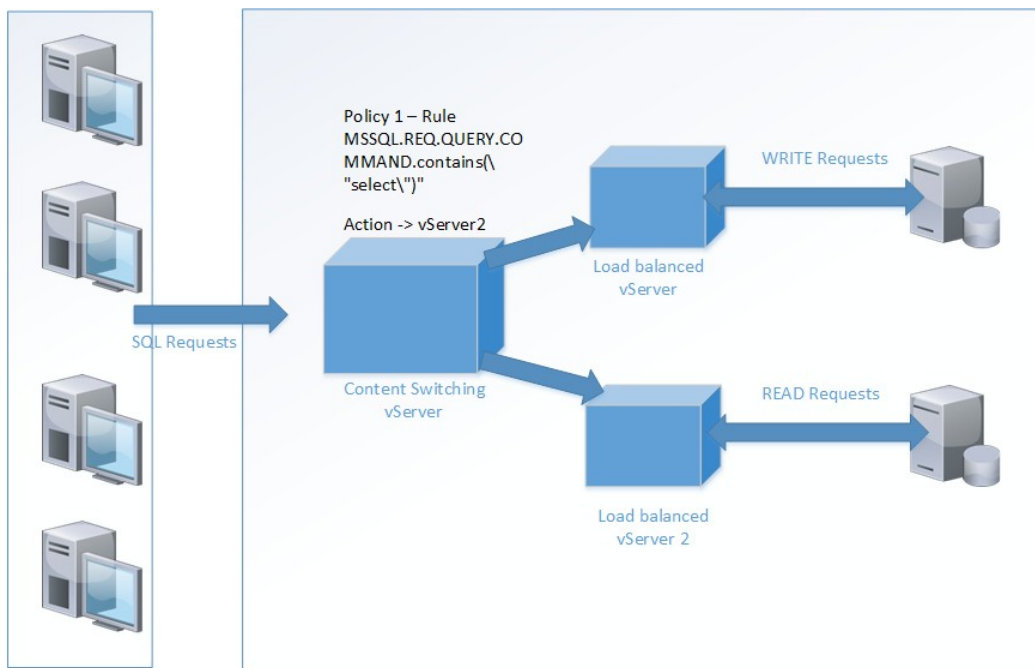 Policy 1 – Rule
MSSQL.REQ.QUERY.CO
MMAND.contains(\
"select\")"
Action -> vServer2
WRITE Requests
Load balanced
vServer
SQL Requests
Content Switching
vServer
READ Requests
Load balanced
vServer 2